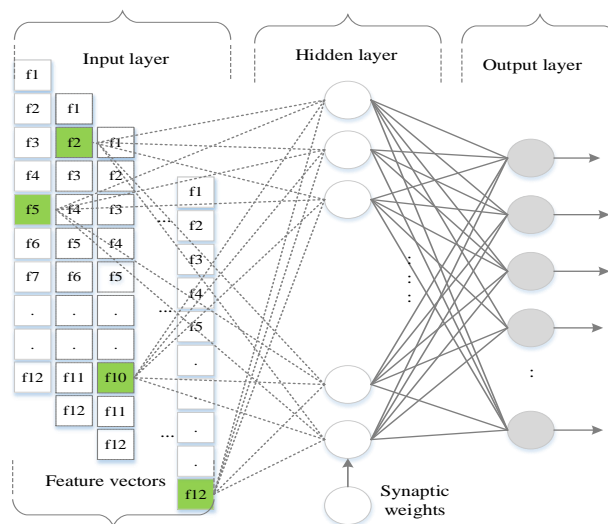 Input layer
Hidden layer
Output layer
f1
f2
f3
f4
f5
f6
f7
.
.
f12
f1
f2
f3
f4
f5
f6
.
.
f11
f12
f1
f2
f3
f4
f5
.
.
f10
f11
f12
...
...
...
f1
f2
f3
f4
f5
.
.
.
f12
Feature vectors
Synaptic
weights